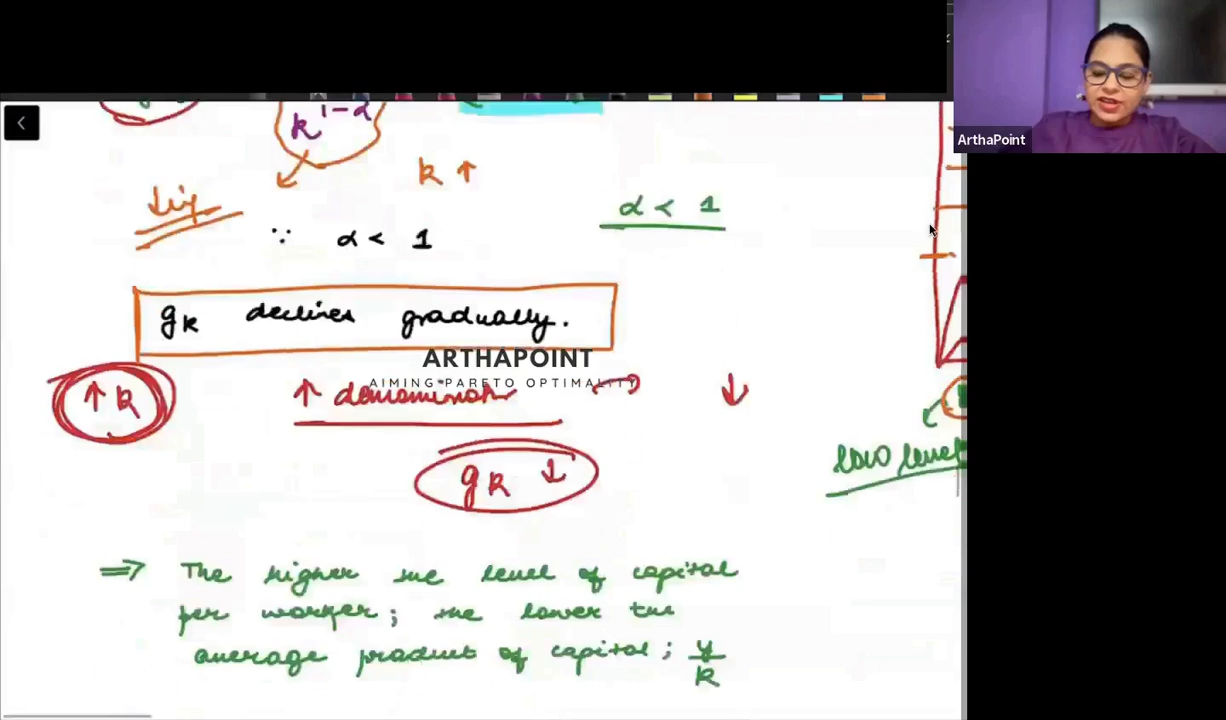 k^{1-α}
k ↑
α < 1
∵ α < 1
g_k declines gradually.
ARTHAPOINT
AIMING PARETO OPTIMALITY
↑ k ↑ denominator → ↓
g_k ↓
low level
⇒ The higher the level of capital
per worker; the lower the
average product of capital; y/k
ArthaPoint